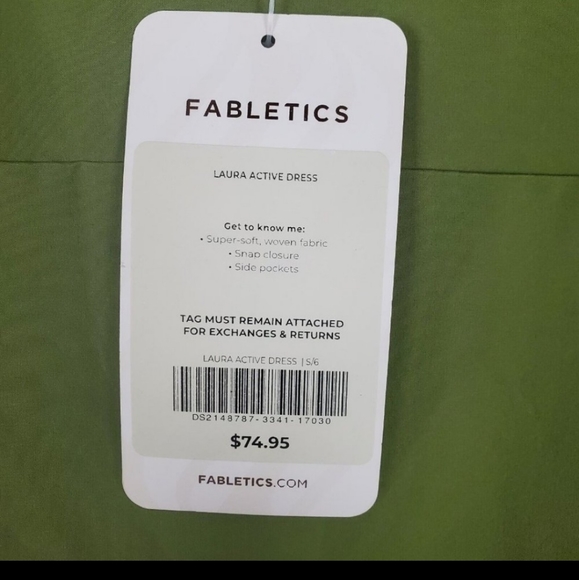 FABLETICS
LAURA ACTIVE DRESS
Get to know me:
• Super-soft, woven fabric
• Snap closure
• Side pockets
TAG MUST REMAIN ATTACHED
FOR EXCHANGES & RETURNS
LAURA ACTIVE DRESS | S/6
DS2148787-3341-17030
$74.95
FABLETICS.COM